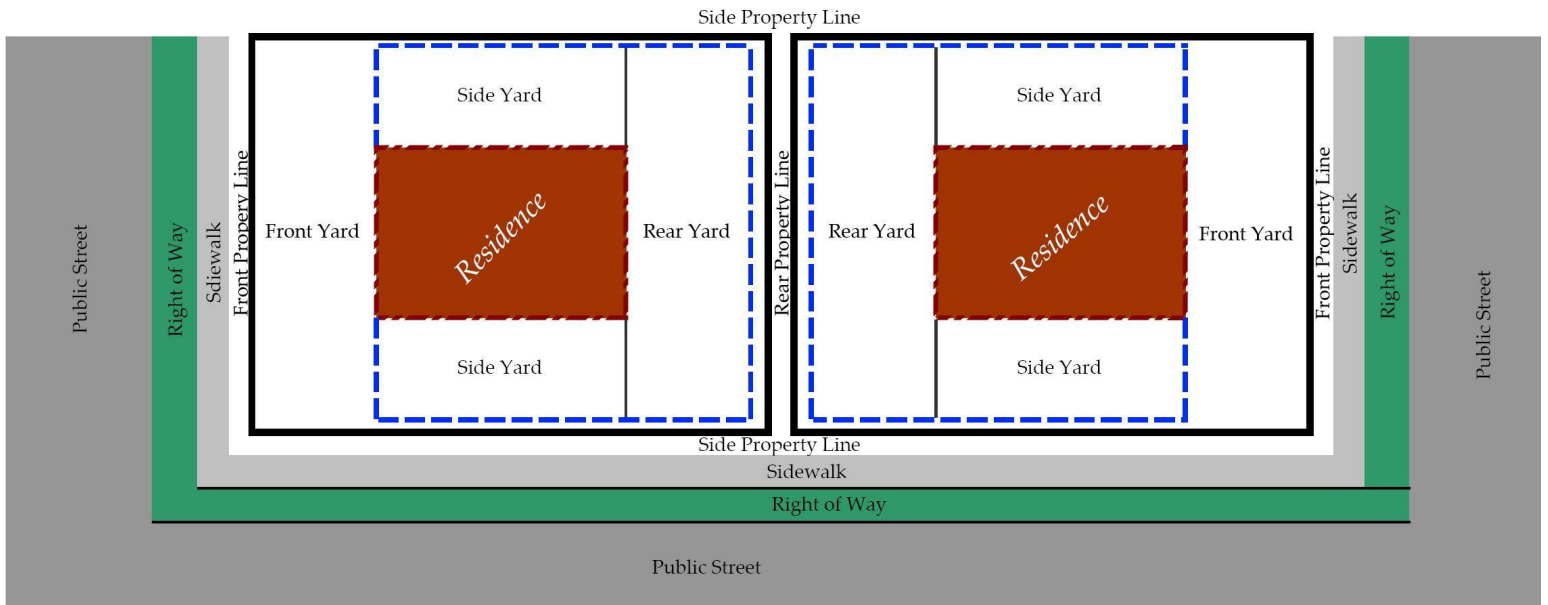 Side Property Line
Side Yard
Side Yard
Public Street
Right of Way
Sdiewalk
Front Propery Line
Front Yard
Residence
Rear Yard
Rear Property Line
Rear Yard
Residence
Front Yard
Front Property Line
Sidewalk
Right of Way
Public Street
Side Yard
Side Yard
Side Property Line
Sidewalk
Right of Way
Public Street